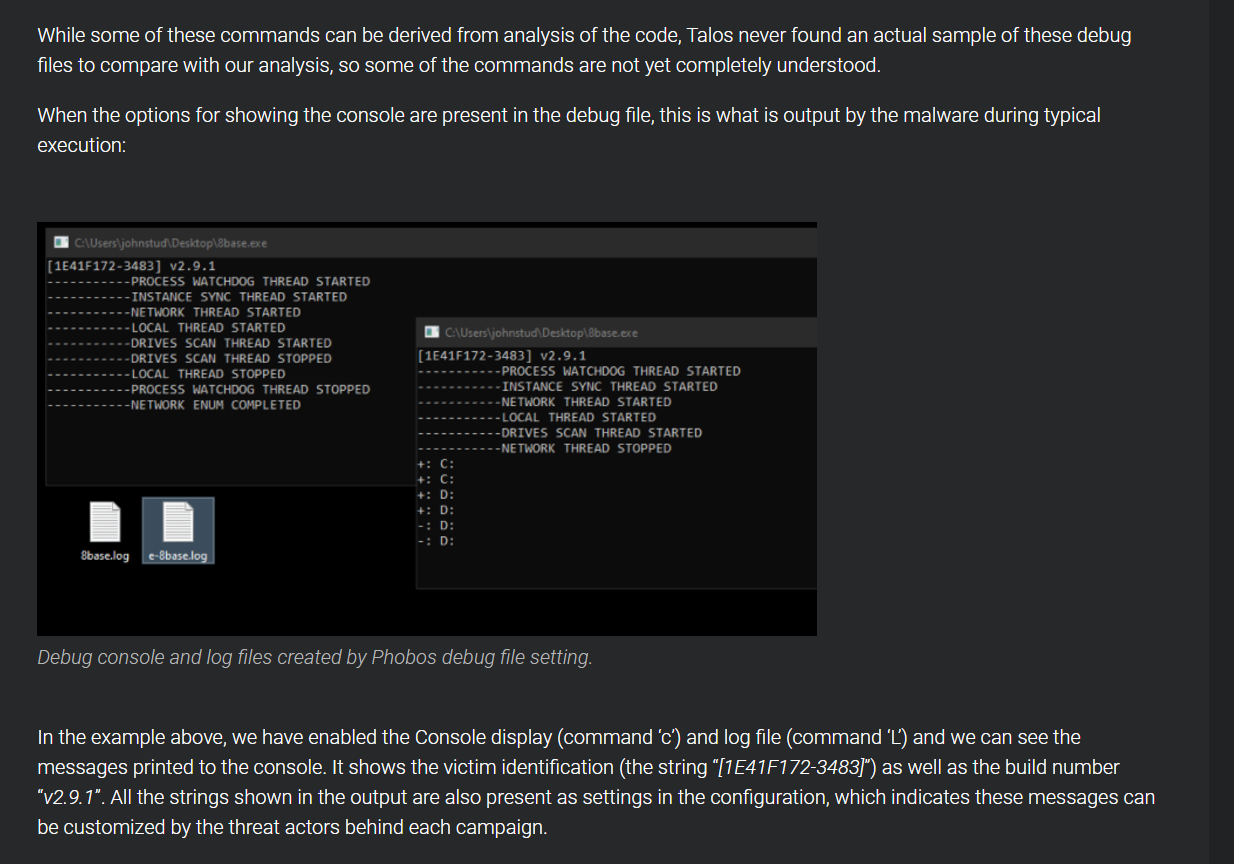 While some of these commands can be derived from analysis of the code, Talos never found an actual sample of these debug
files to compare with our analysis, so some of the commands are not yet completely understood.
When the options for showing the console are present in the debug file, this is what is output by the malware during typical
execution:
C:\Users\johnstud\Desktop\8base.exe
[1E41F172-3483] v2.9.1
-----------PROCESS WATCHDOG THREAD STARTED
-----------INSTANCE SYNC THREAD STARTED
-----------NETWORK THREAD STARTED
-----------LOCAL THREAD STARTED
-----------DRIVES SCAN THREAD STARTED
-----------DRIVES SCAN THREAD STOPPED
-----------LOCAL THREAD STOPPED
-----------PROCESS WATCHDOG THREAD STOPPED
-----------NETWORK ENUM COMPLETED
C:\Users\johnstud\Desktop\8base.exe
[1E41F172-3483] v2.9.1
-----------PROCESS WATCHDOG THREAD STARTED
-----------INSTANCE SYNC THREAD STARTED
-----------NETWORK THREAD STARTED
-----------LOCAL THREAD STARTED
-----------DRIVES SCAN THREAD STARTED
-----------NETWORK THREAD STOPPED
+: C:
+: C:
+: D:
+: D:
-: D:
-: D:
8base.log
e-8base.log
Debug console and log files created by Phobos debug file setting.
In the example above, we have enabled the Console display (command ‘c’) and log file (command ‘L’) and we can see the
messages printed to the console. It shows the victim identification (the string “[1E41F172-3483]”) as well as the build number
“v2.9.1”. All the strings shown in the output are also present as settings in the configuration, which indicates these messages can
be customized by the threat actors behind each campaign.